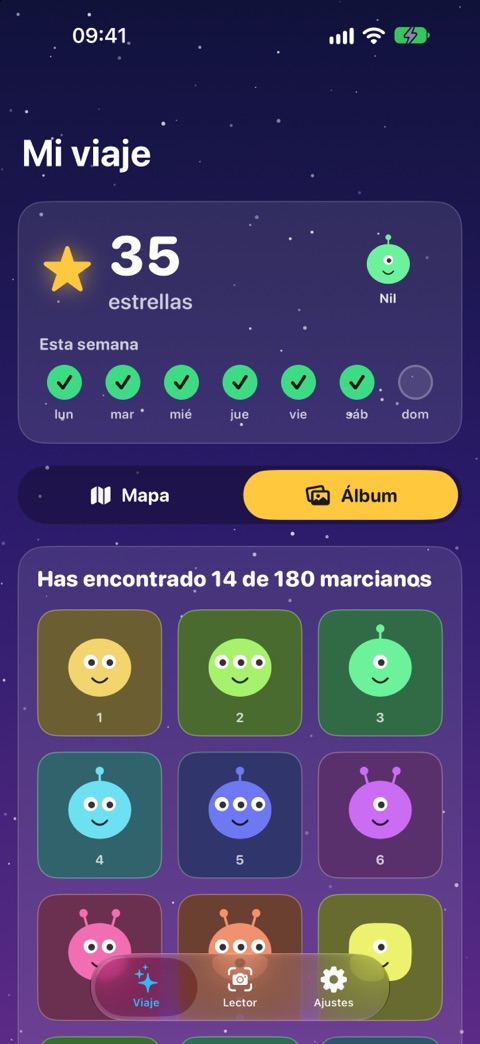 09:41
Mi viaje
35
estrellas
Nil
Esta semana
lun mar mié jue vie sáb dom
Mapa Álbum
Has encontrado 14 de 180 marcianos
1 2 3
4 5 6
Viaje Lector Ajustes